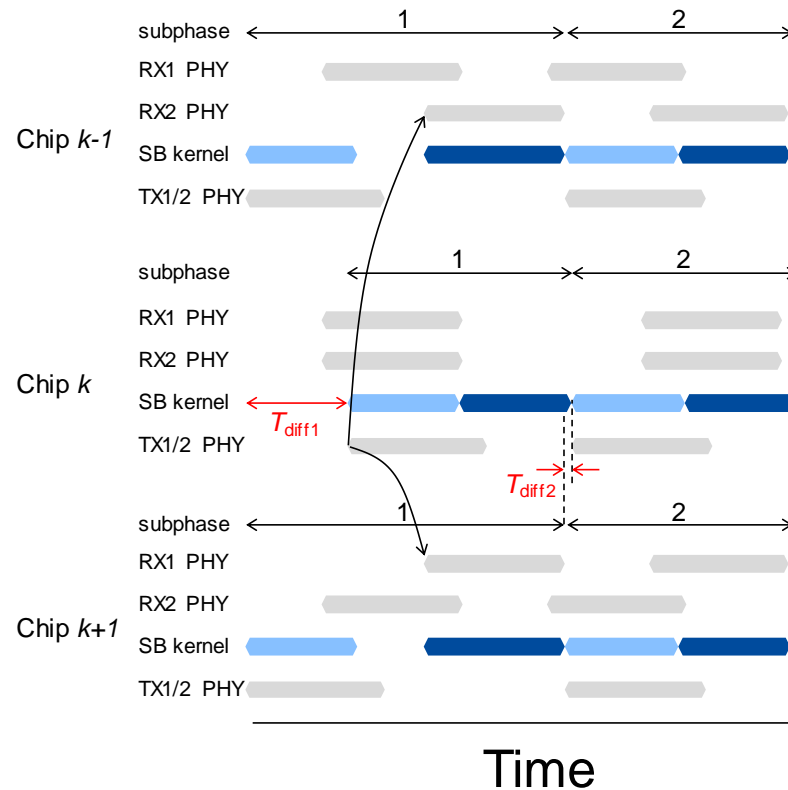 subphase 1 2
RX1 PHY
RX2 PHY
Chip k-1
SB kernel
TX1/2 PHY
subphase 1 2
RX1 PHY
RX2 PHY
Chip k
SB kernel
Tdiff1
TX1/2 PHY
Tdiff2
subphase 1 2
RX1 PHY
RX2 PHY
Chip k+1
SB kernel
TX1/2 PHY
Time